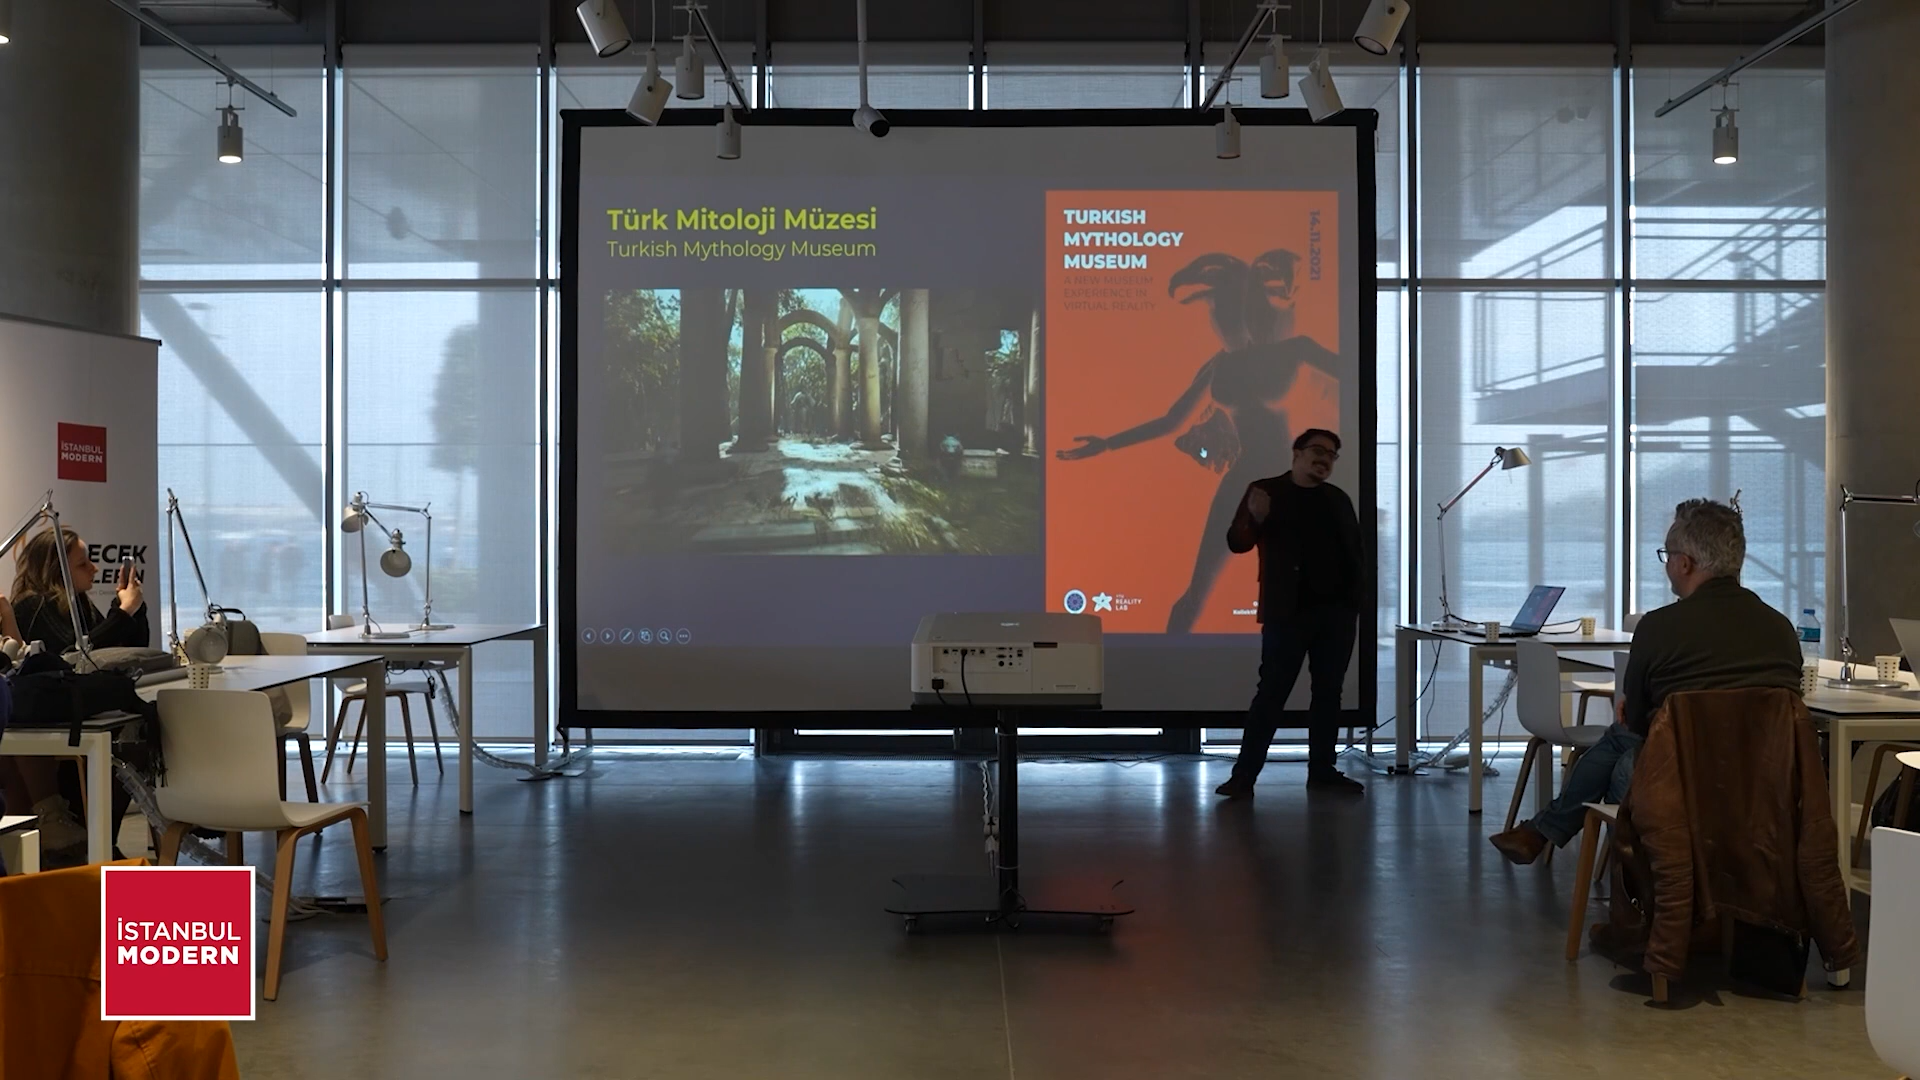 Türk Mitoloji Müzesi
Turkish Mythology Museum
TURKISH
MYTHOLOGY
MUSEUM
A NEW MUSEUM
EXPERIENCE IN
VIRTUAL REALITY
14.11.2021
REALITY
LAB
İSTANBUL
MODERN
ECEK
LERİN
İSTANBUL
MODERN